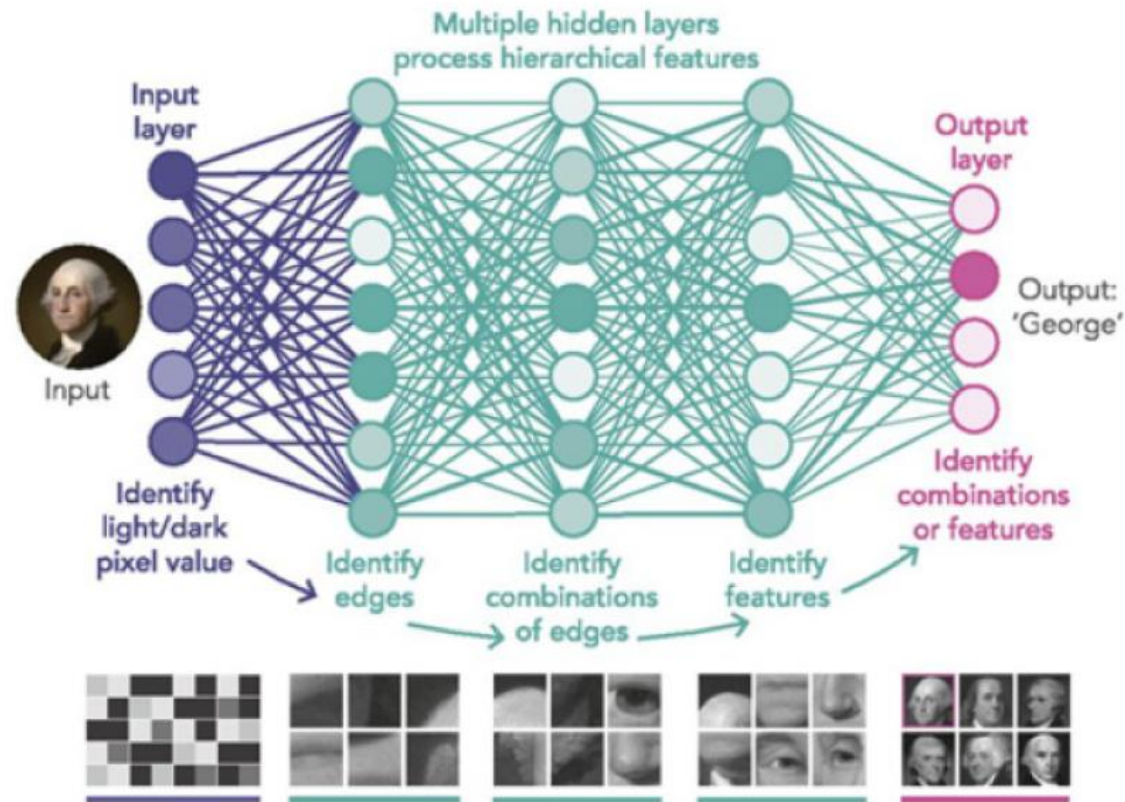 Multiple hidden layers
process hierarchical features
Input
layer
Output
layer
Input
Output:
'George'
Identify
light/dark
pixel value
Identify
edges
Identify
combinations
of edges
Identify
features
Identify
combinations
or features